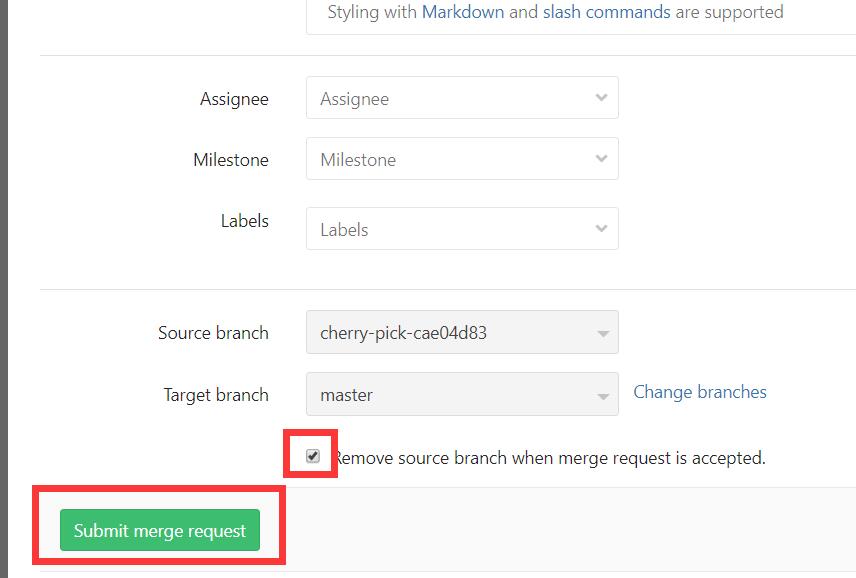 Styling with Markdown and slash commands are supported
Assignee Assignee
Milestone Milestone
Labels Labels
Source branch cherry-pick-cae04d83
Target branch master Change branches
Remove source branch when merge request is accepted.
Submit merge request